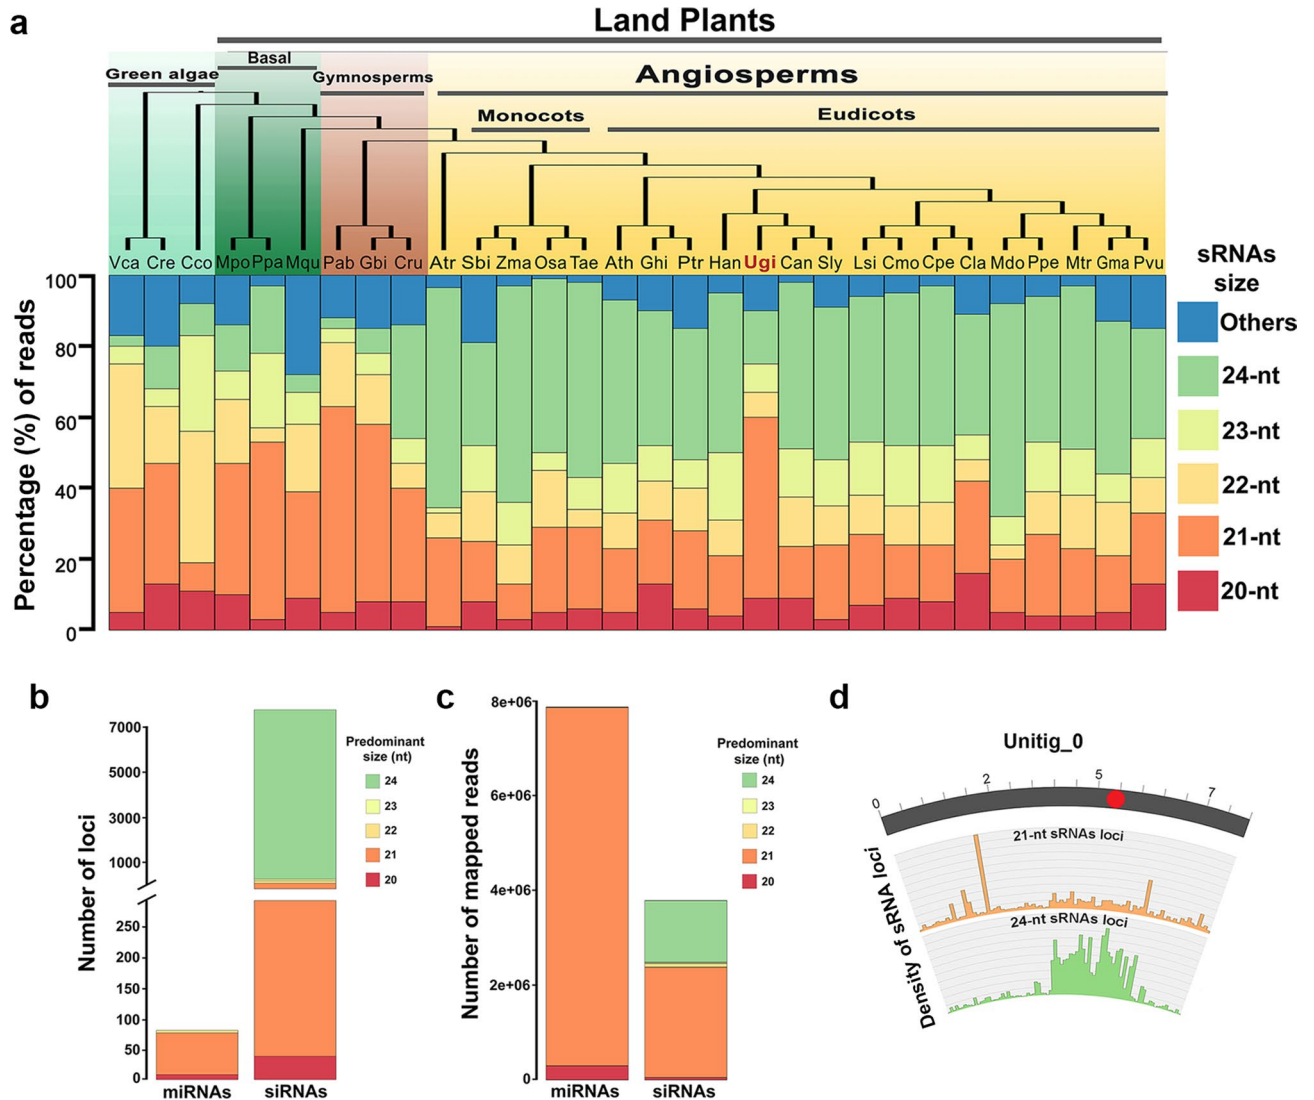 a
Land Plants
Green algae
Basal
Gymnosperms
Angiosperms
Monocots
Eudicots
Vca Cre Cco Mpo Ppa Mqu Pab Gbi Cru Atr Sbi Zma Osa Tae Ath Ghi Ptr Han Ugi Can Sly Lsi Cmo Cpe Cla Mdo Ppe Mtr Gma Pvu
Percentage (%) of reads
100
80
60
40
20
0
sRNAs
size
Others
24-nt
23-nt
22-nt
21-nt
20-nt
b
Number of loci
7000
5000
3000
1000
250
200
150
100
50
0
miRNAs siRNAs
Predominant
size (nt)
24
23
22
21
20
c
Number of mapped reads
8e+06
6e+06
4e+06
2e+06
0
miRNAs siRNAs
Predominant
size (nt)
24
23
22
21
20
d
Unitig_0
0 2 5 7
Density of sRNA loci
21-nt sRNAs loci
24-nt sRNAs loci